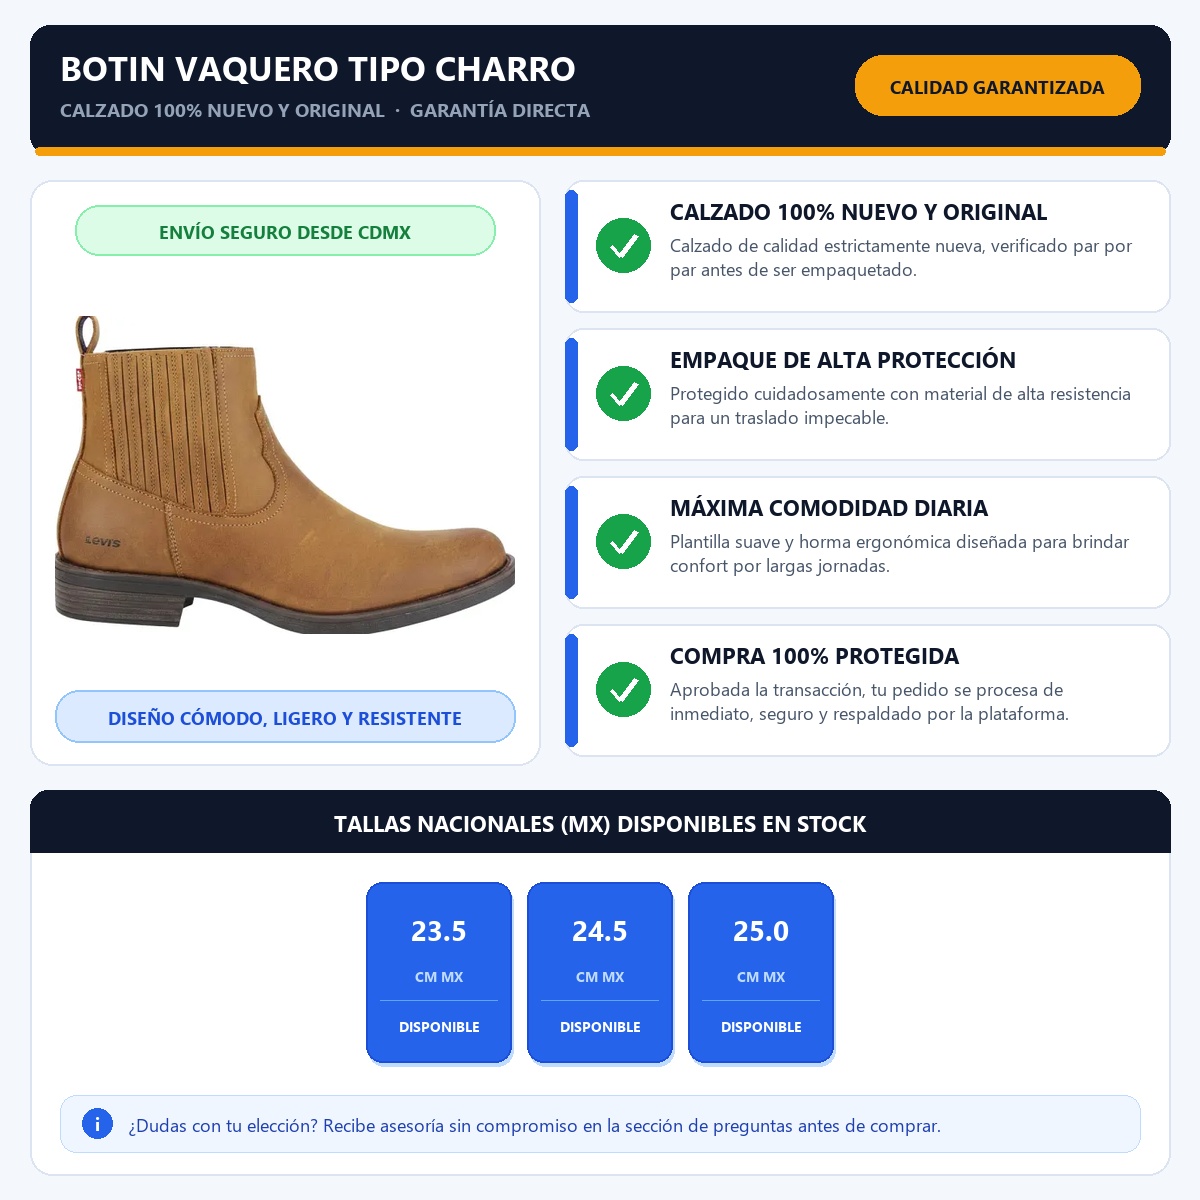 BOTIN VAQUERO TIPO CHARRO
CALZADO 100% NUEVO Y ORIGINAL · GARANTÍA DIRECTA
CALIDAD GARANTIZADA
ENVÍO SEGURO DESDE CDMX
Levi's
DISEÑO CÓMODO, LIGERO Y RESISTENTE
CALZADO 100% NUEVO Y ORIGINAL
Calzado de calidad estrictamente nueva, verificado par por
par antes de ser empaquetado.
EMPAQUE DE ALTA PROTECCIÓN
Protegido cuidadosamente con material de alta resistencia
para un traslado impecable.
MÁXIMA COMODIDAD DIARIA
Plantilla suave y horma ergonómica diseñada para brindar
confort por largas jornadas.
COMPRA 100% PROTEGIDA
Aprobada la transacción, tu pedido se procesa de
inmediato, seguro y respaldado por la plataforma.
TALLAS NACIONALES (MX) DISPONIBLES EN STOCK
23.5
CM MX
DISPONIBLE
24.5
CM MX
DISPONIBLE
25.0
CM MX
DISPONIBLE
¿Dudas con tu elección? Recibe asesoría sin compromiso en la sección de preguntas antes de comprar.